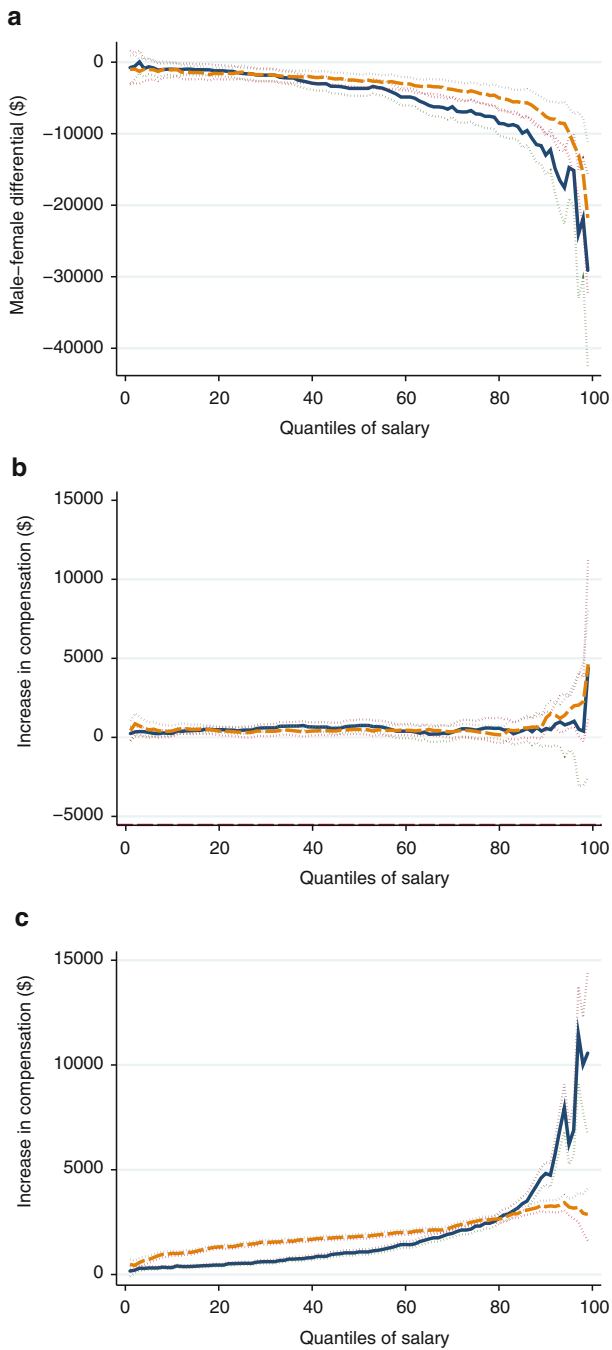 a
0
−10000
−20000
−30000
−40000
Male−female differential ($)
0 20 40 60 80 100
Quantiles of salary
b
15000
10000
5000
0
−5000
Increase in compensation ($)
0 20 40 60 80 100
Quantiles of salary
c
15000
10000
5000
0
Increase in compensation ($)
0 20 40 60 80 100
Quantiles of salary